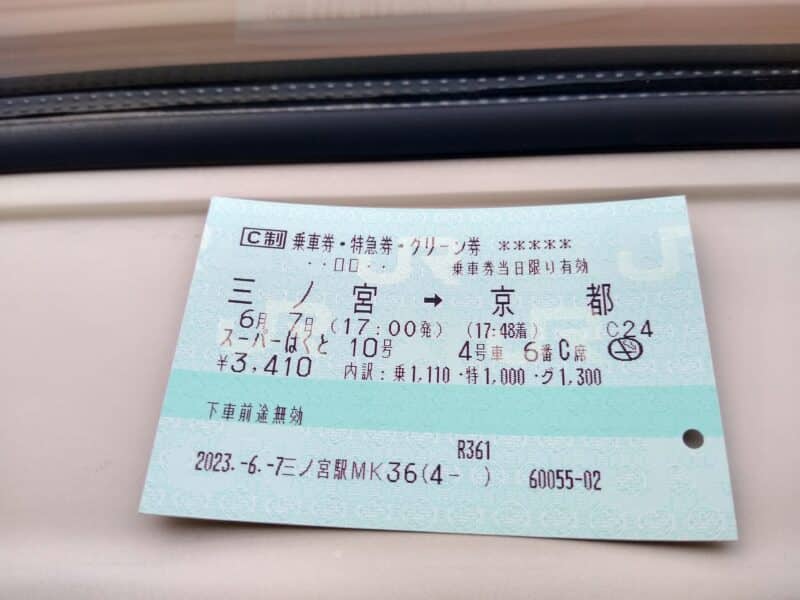 C制 乗車券・特急券・グリーン券 *****
・・口口・・ 乗車券当日限り有効
三ノ宮 → 京都
6月 7日 (17:00発) (17:48着) C24
スーパーはくと 10号 4号車 6番C席
¥3,410 内訳:乗1,110・特1,000・グ1,300
下車前途無効
R361
2023.-6.-7三ノ宮駅MK36(4- ) 60055-02